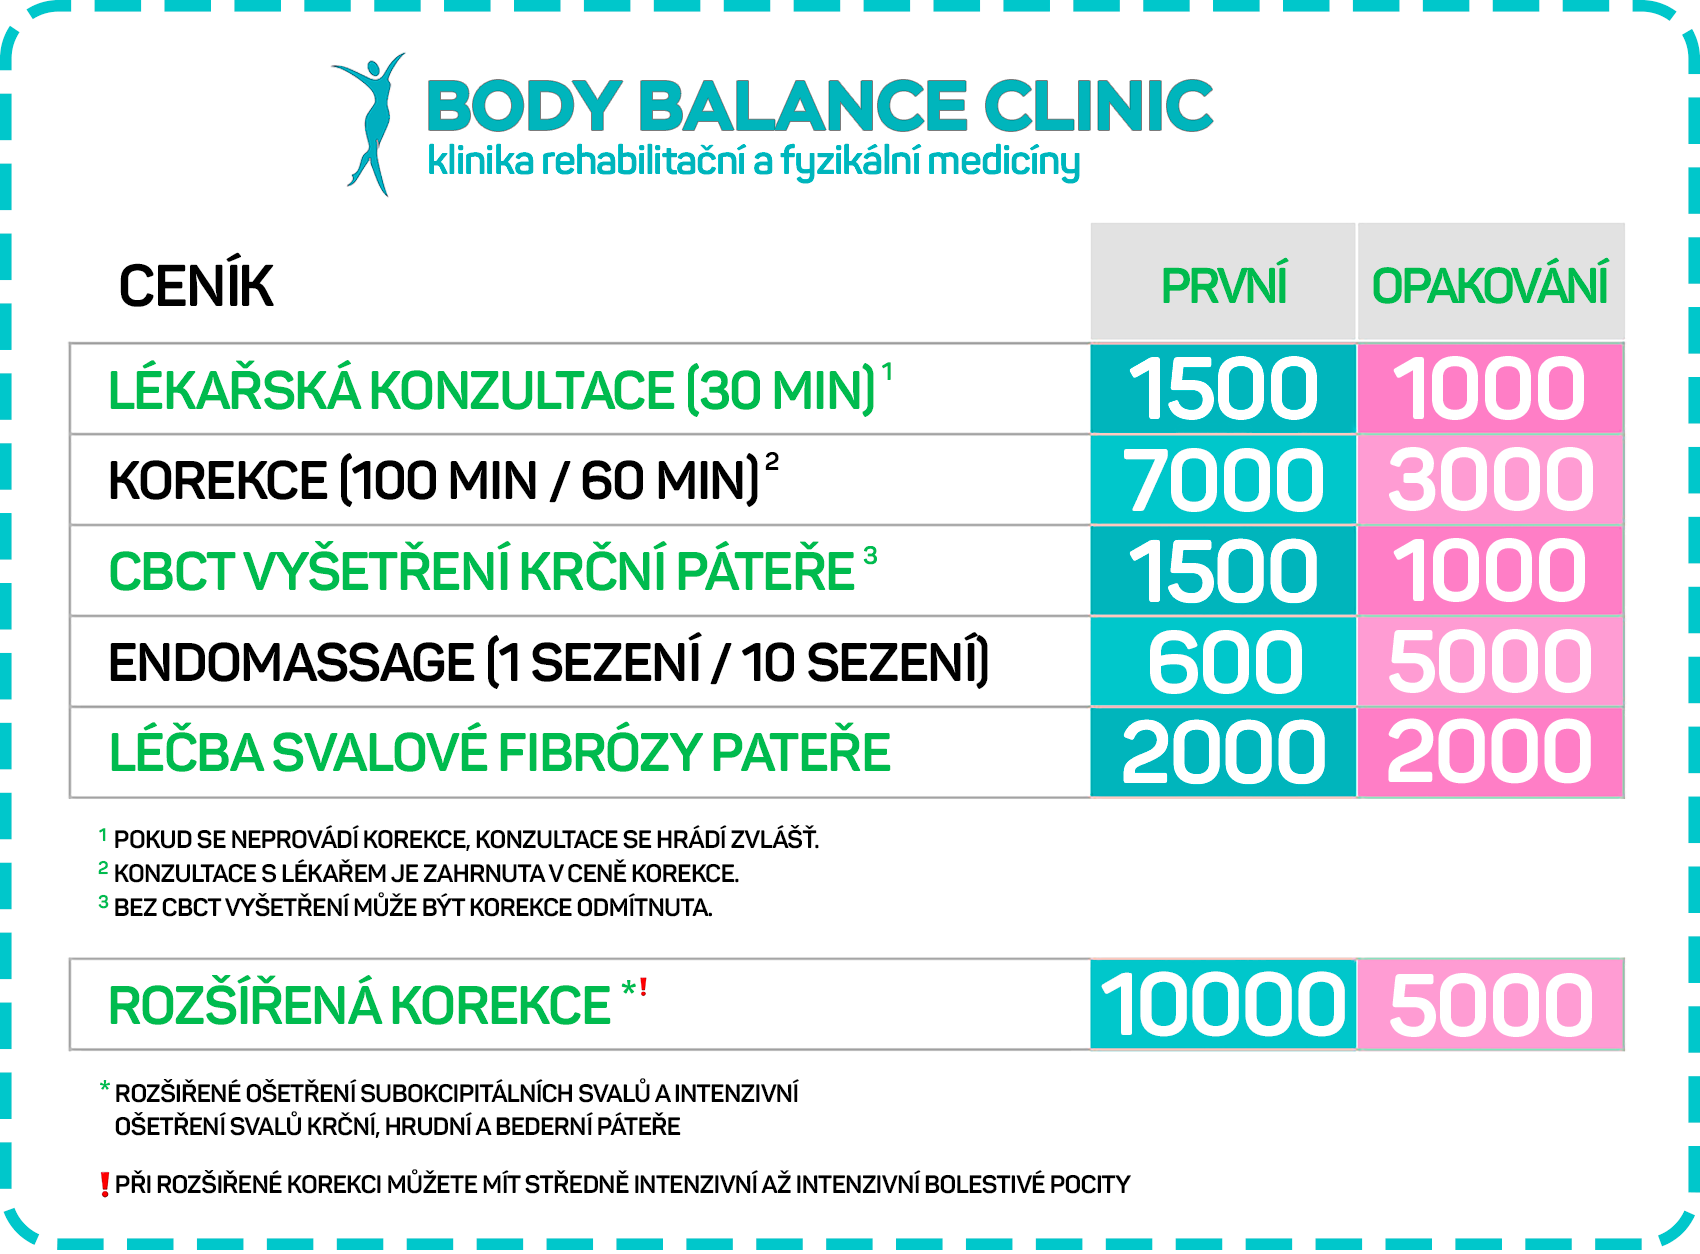 BODY BALANCE CLINIC
klinika rehabilitační a fyzikální medicíny
CENÍK PRVNÍ OPAKOVÁNÍ
LÉKAŘSKÁ KONZULTACE (30 MIN) 1 1500 1000
KOREKCE (100 MIN / 60 MIN) 2 7000 3000
CBCT VYŠETŘENÍ KRČNÍ PÁTEŘE 3 1500 1000
ENDOMASSAGE (1 SEZENÍ / 10 SEZENÍ) 600 5000
LÉČBA SVALOVÉ FIBRÓZY PATEŘE 2000 2000
1 POKUD SE NEPROVÁDÍ KOREKCE, KONZULTACE SE HRÁDÍ ZVLÁŠŤ.
2 KONZULTACE S LÉKAŘEM JE ZAHRNUTA V CENĚ KOREKCE.
3 BEZ CBCT VYŠETŘENÍ MŮŽE BÝT KOREKCE ODMÍTNUTA.
ROZŠÍŘENÁ KOREKCE *! 10000 5000
* ROZŠIŘENÉ OŠETŘENÍ SUBOKCIPITÁLNÍCH SVALŮ A INTENZIVNÍ
OŠETŘENÍ SVALŮ KRČNÍ, HRUDNÍ A BEDERNÍ PÁTEŘE
! PŘI ROZŠIŘENÉ KOREKCI MŮŽETE MÍT STŘEDNĚ INTENZIVNÍ AŽ INTENZIVNÍ BOLESTIVÉ POCITY